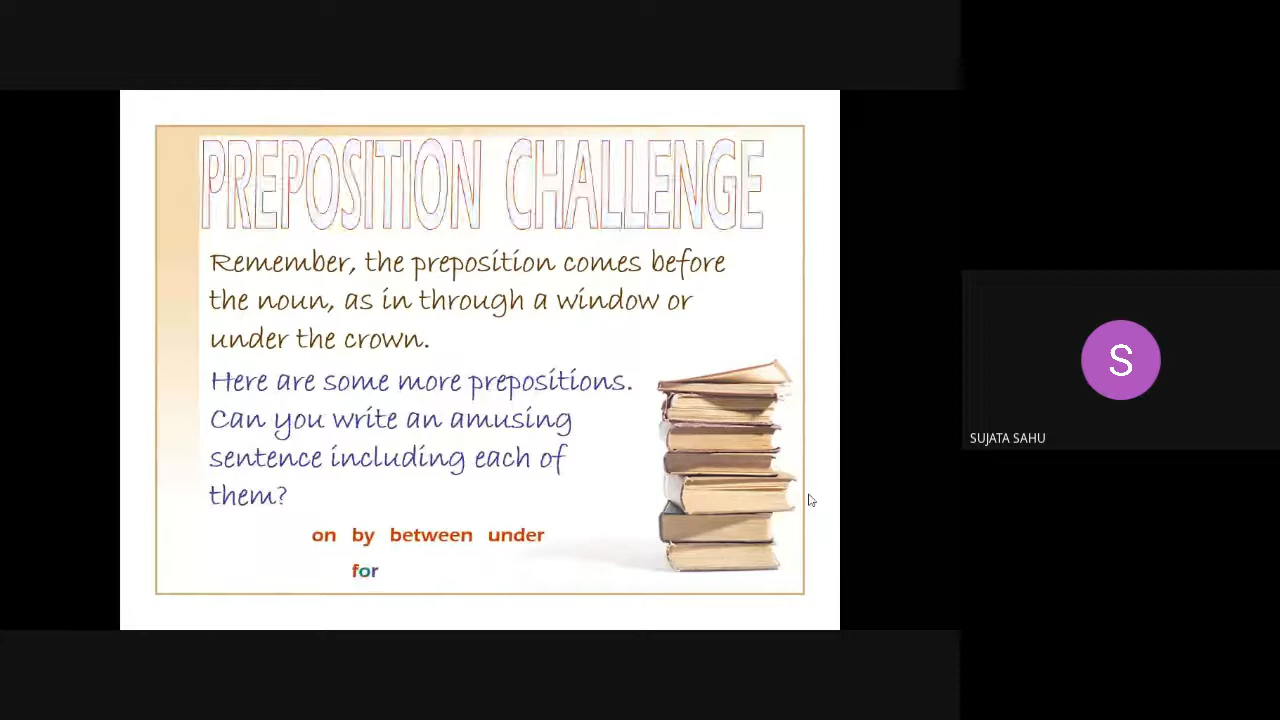 PREPOSITION CHALLENGE
Remember, the preposition comes before
the noun, as in through a window or
under the crown.
Here are some more prepositions.
Can you write an amusing
sentence including each of
them?
on by between under
for
S
SUJATA SAHU